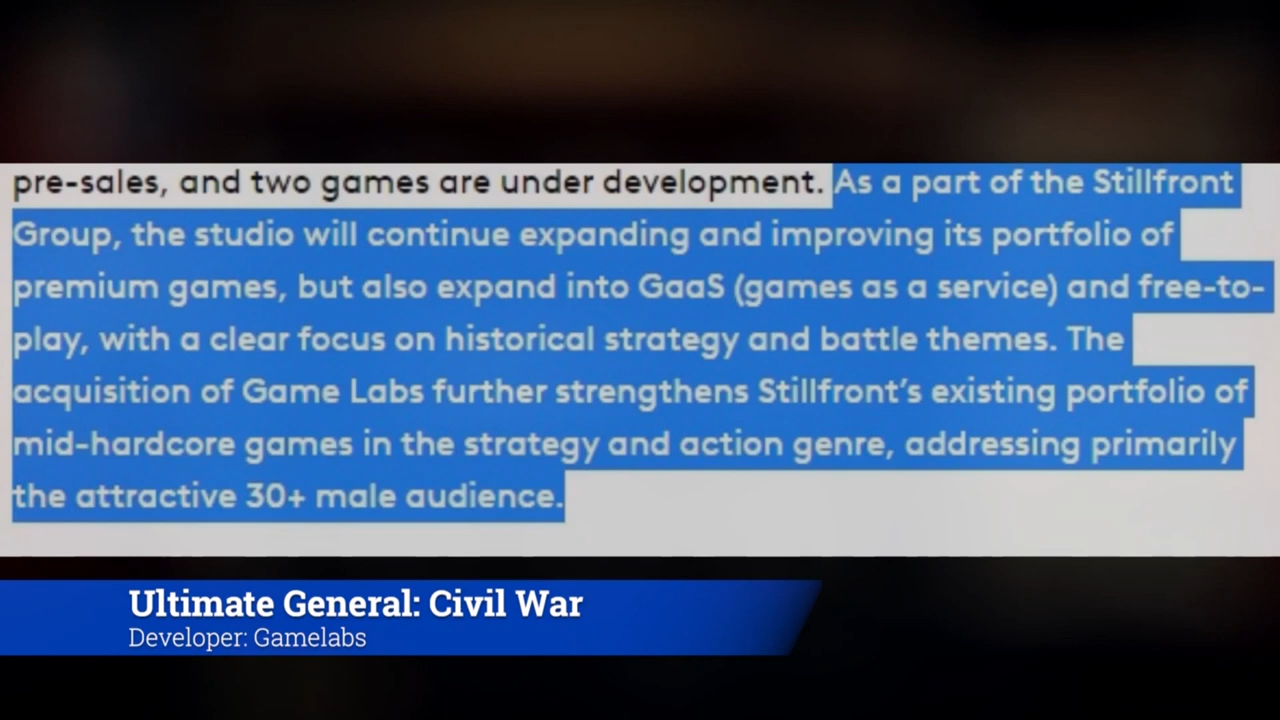 pre-sales, and two games are under development. As a part of the Stillfront
Group, the studio will continue expanding and improving its portfolio of
premium games, but also expand into GaaS (games as a service) and free-to-
play, with a clear focus on historical strategy and battle themes. The
acquisition of Game Labs further strengthens Stillfront’s existing portfolio of
mid-hardcore games in the strategy and action genre, addressing primarily
the attractive 30+ male audience.
Ultimate General: Civil War
Developer: Gamelabs